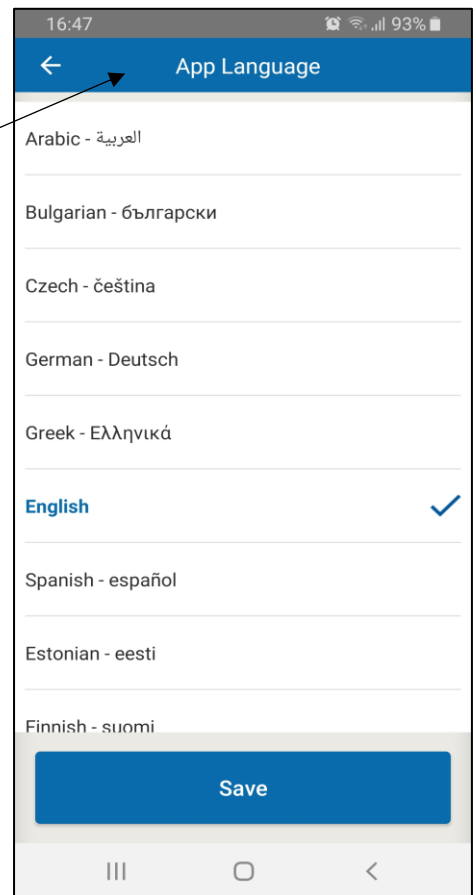 16:47 93%
App Language
Arabic - العربية
Bulgarian - български
Czech - čeština
German - Deutsch
Greek - Ελληνικά
English
Spanish - español
Estonian - eesti
Finnish - suomi
Save